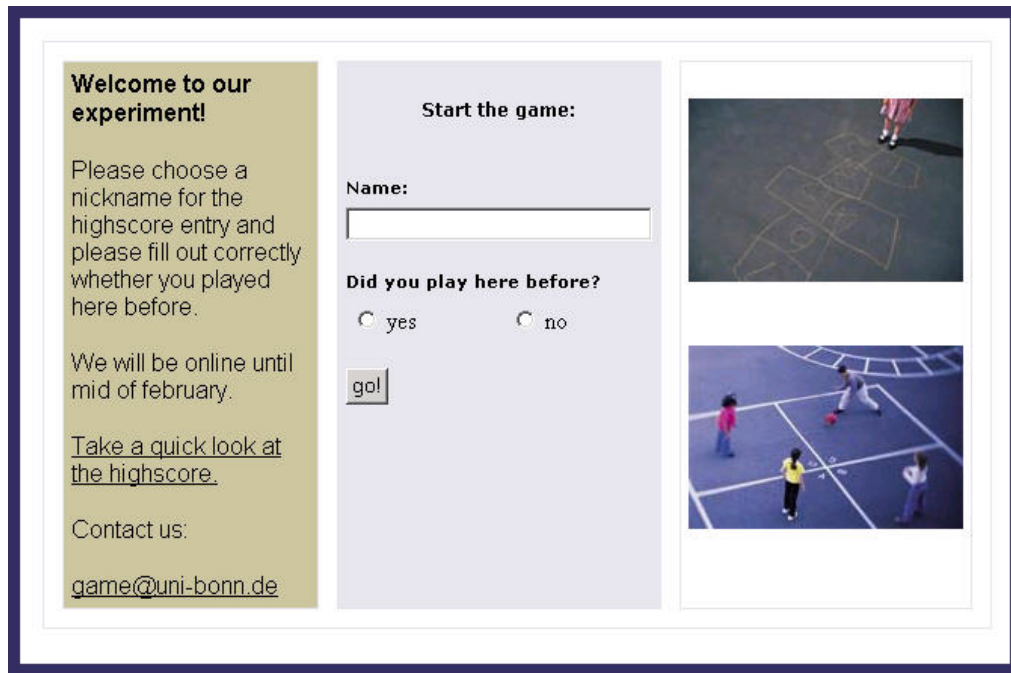 Welcome to our
experiment!
Please choose a
nickname for the
highscore entry and
please fill out correctly
whether you played
here before.
We will be online until
mid of february.
Take a quick look at
the highscore.
Contact us:
game@uni-bonn.de
Start the game:
Name:
Did you play here before?
yes no
go!